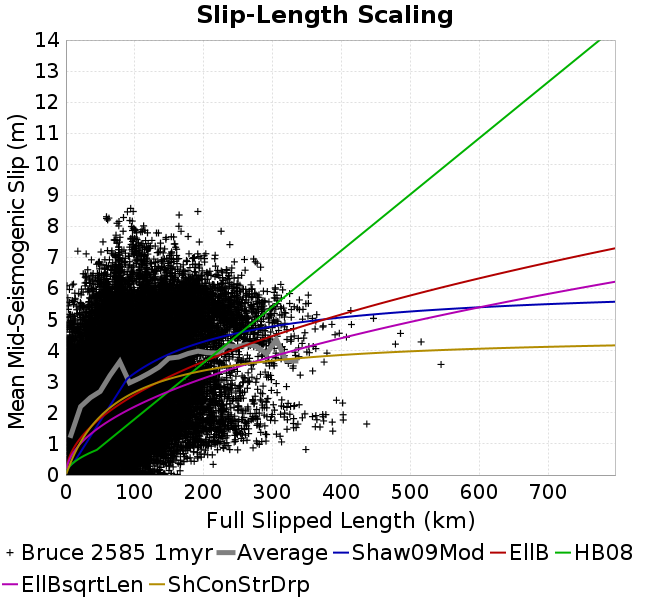 Slip-Length Scaling
Mean Mid-Seismogenic Slip (m)
14
13
12
11
10
9
8
7
6
5
4
3
2
1
0
0 100 200 300 400 500 600 700
Full Slipped Length (km)
Bruce 2585 1myr Average Shaw09Mod EllB HB08
EllBsqrtLen ShConStrDrp